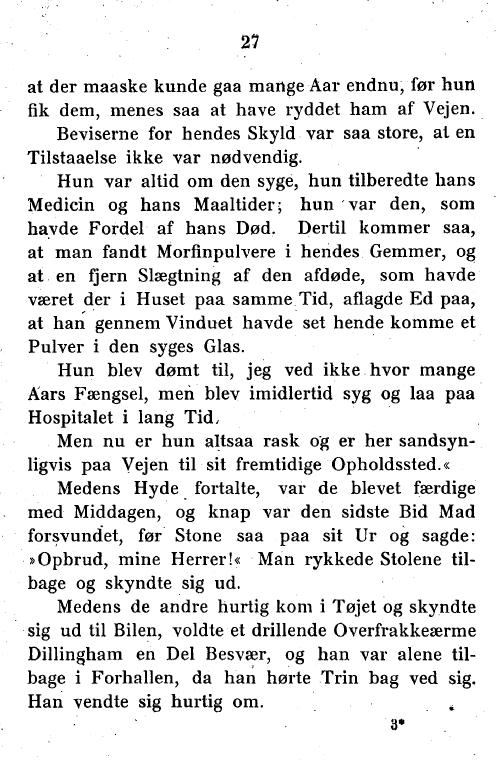 27
at der maaske kunde gaa mange Aar endnu, før hun
fik dem, menes saa at have ryddet ham af Vejen.
Beviserne for hendes Skyld var saa store, at en
Tilstaaelse ikke var nødvendig.
Hun var altid om den syge, hun tilberedte hans
Medicin og hans Maaltider; hun var den, som
havde Fordel af hans Død. Dertil kommer saa,
at man fandt Morfinpulvere i hendes Gemmer, og
at en fjern Slægtning af den afdøde, som havde
været der i Huset paa samme Tid, aflagde Ed paa,
at han gennem Vinduet havde set hende komme et
Pulver i den syges Glas.
Hun blev dømt til, jeg ved ikke hvor mange
Aars Fængsel, men blev imidlertid syg og laa paa
Hospitalet i lang Tid.
Men nu er hun altsaa rask og er her sandsyn-
ligvis paa Vejen til sit fremtidige Opholdssted.«
Medens Hyde fortalte, var de blevet færdige
med Middagen, og knap var den sidste Bid Mad
forsvundet, før Stone saa paa sit Ur og sagde:
»Opbrud, mine Herrer!« Man rykkede Stolene til-
bage og skyndte sig ud.
Medens de andre hurtig kom i Tøjet og skyndte
sig ud til Bilen, voldte et drillende Overfrakkeærme
Dillingham en Del Besvær, og han var alene til-
bage i Forhallen, da han hørte Trin bag ved sig.
Han vendte sig hurtig om.
3*